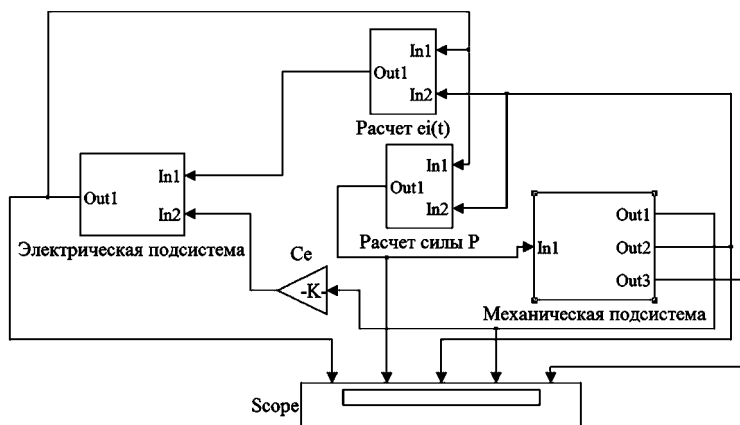 In1
Out1
In2
Расчет ei(t)
In1
Out1
In2
Расчет силы P
In1
Out1
In2
Электрическая подсистема
Ce
-K-
Out1
In1
Out2
Out3
Механическая подсистема
Scope